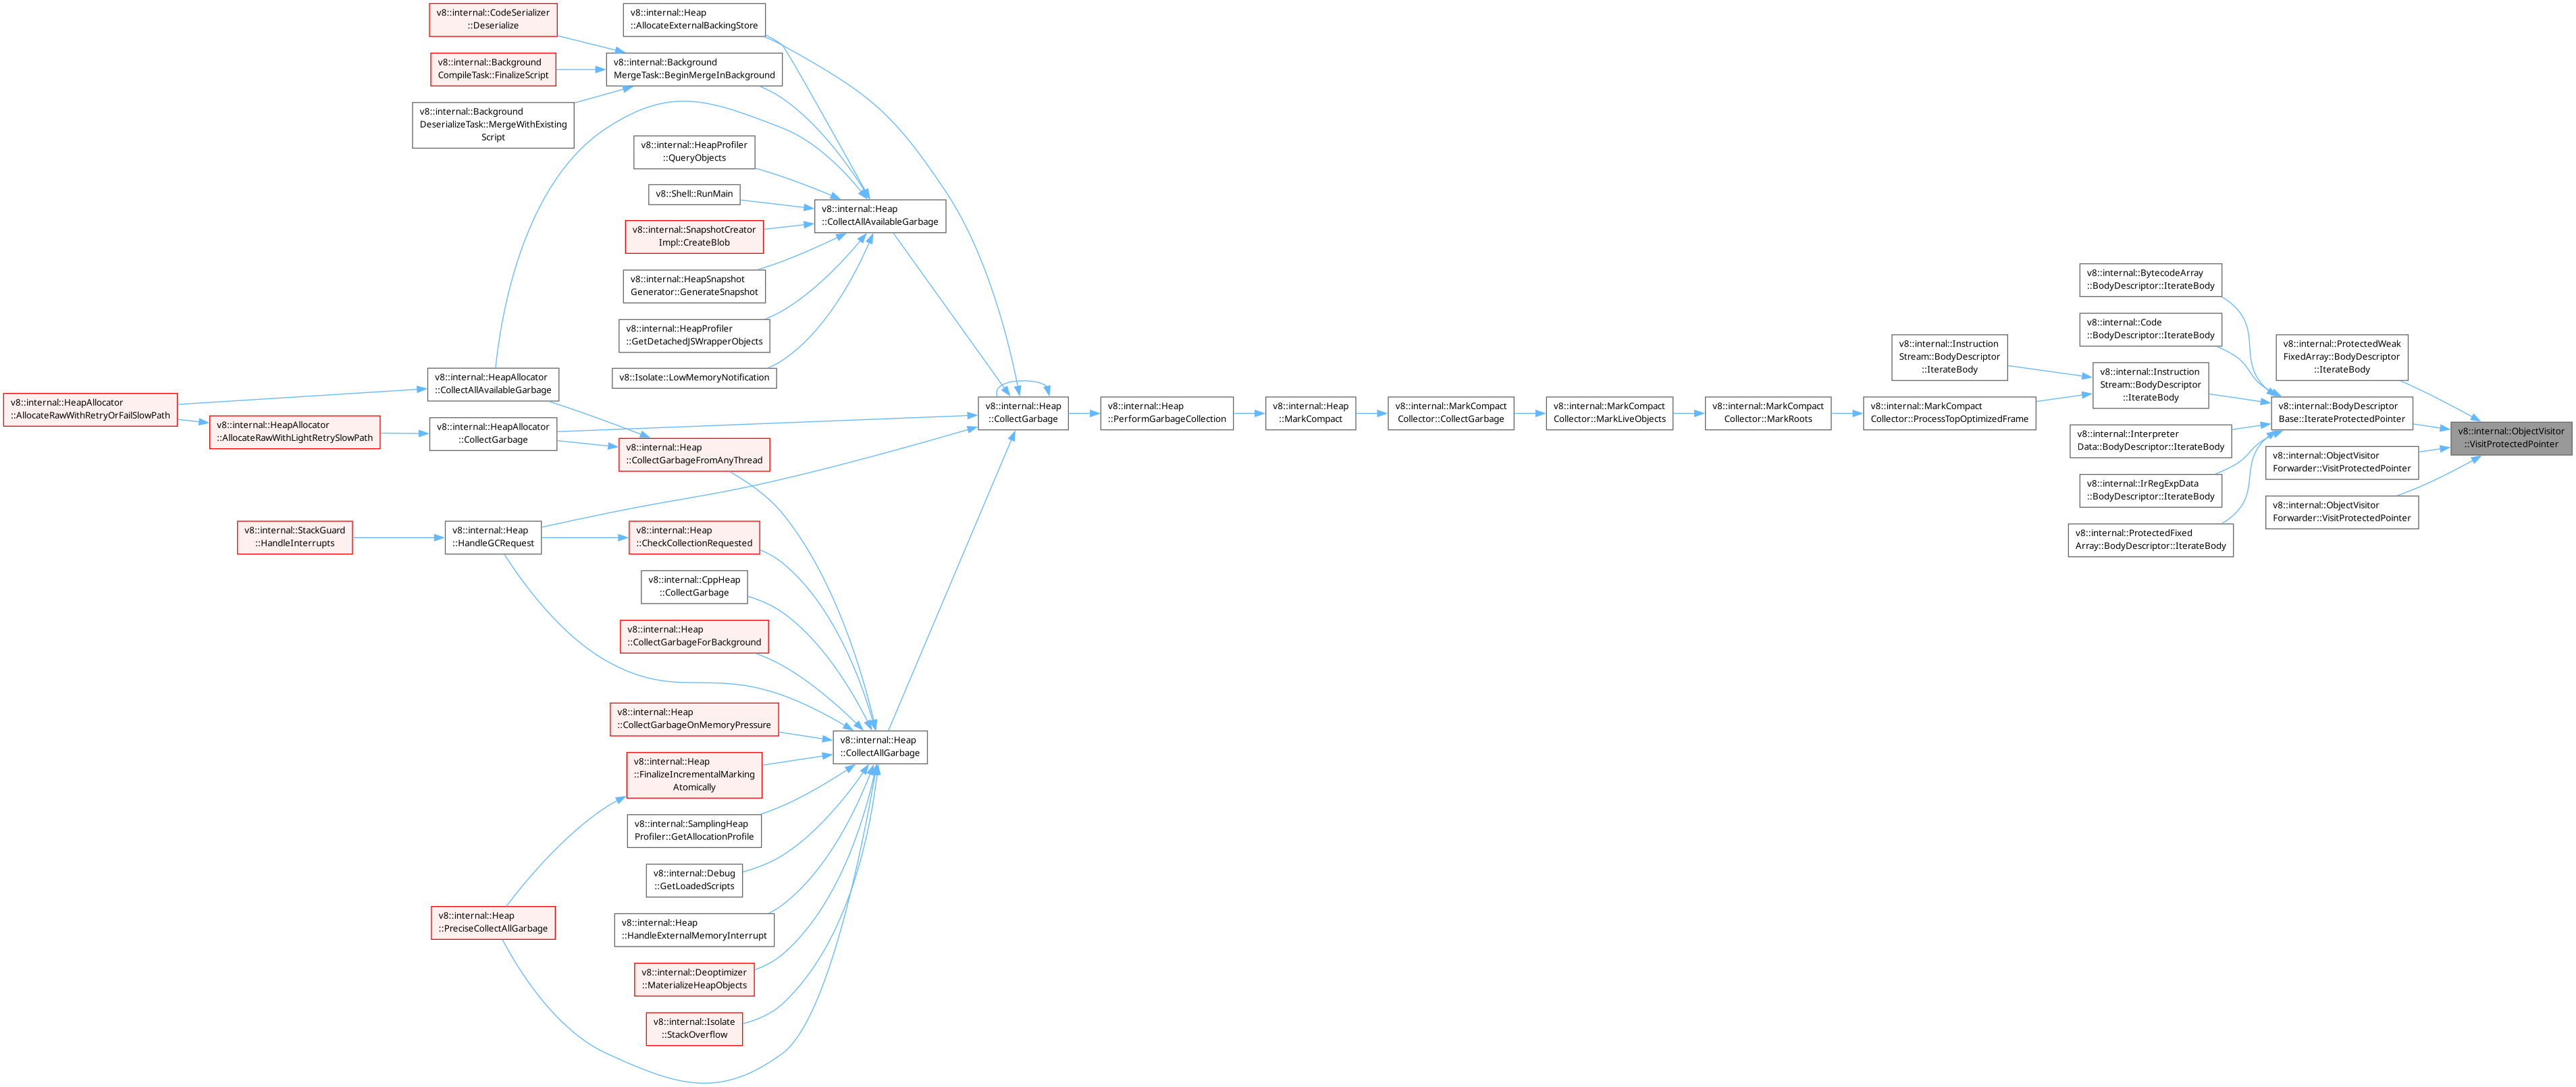 v8::internal::CodeSerializer
::Deserialize
v8::internal::Heap
::AllocateExternalBackingStore
v8::internal::Background
CompileTask::FinalizeScript
v8::internal::Background
MergeTask::BeginMergeInBackground
v8::internal::Background
DeserializeTask::MergeWithExisting
Script
v8::internal::HeapProfiler
::QueryObjects
v8::Shell::RunMain
v8::internal::SnapshotCreator
Impl::CreateBlob
v8::internal::Heap
::CollectAllAvailableGarbage
v8::internal::HeapSnapshot
Generator::GenerateSnapshot
v8::internal::HeapProfiler
::GetDetachedJSWrapperObjects
v8::Isolate::LowMemoryNotification
v8::internal::HeapAllocator
::AllocateRawWithRetryOrFailSlowPath
v8::internal::HeapAllocator
::AllocateRawWithLightRetrySlowPath
v8::internal::HeapAllocator
::CollectAllAvailableGarbage
v8::internal::HeapAllocator
::CollectGarbage
v8::internal::Heap
::CollectGarbageFromAnyThread
v8::internal::Heap
::CollectGarbage
v8::internal::Heap
::PerformGarbageCollection
v8::internal::Heap
::MarkCompact
v8::internal::MarkCompact
Collector::CollectGarbage
v8::internal::MarkCompact
Collector::MarkLiveObjects
v8::internal::MarkCompact
Collector::MarkRoots
v8::internal::MarkCompact
Collector::ProcessTopOptimizedFrame
v8::internal::Instruction
Stream::BodyDescriptor
::IterateBody
v8::internal::BytecodeArray
::BodyDescriptor::IterateBody
v8::internal::Code
::BodyDescriptor::IterateBody
v8::internal::Instruction
Stream::BodyDescriptor
::IterateBody
v8::internal::Interpreter
Data::BodyDescriptor::IterateBody
v8::internal::IrRegExpData
::BodyDescriptor::IterateBody
v8::internal::ProtectedFixed
Array::BodyDescriptor::IterateBody
v8::internal::ProtectedWeak
FixedArray::BodyDescriptor
::IterateBody
v8::internal::BodyDescriptor
Base::IterateProtectedPointer
v8::internal::ObjectVisitor
Forwarder::VisitProtectedPointer
v8::internal::ObjectVisitor
Forwarder::VisitProtectedPointer
v8::internal::ObjectVisitor
::VisitProtectedPointer
v8::internal::StackGuard
::HandleInterrupts
v8::internal::Heap
::HandleGCRequest
v8::internal::Heap
::CheckCollectionRequested
v8::internal::CppHeap
::CollectGarbage
v8::internal::Heap
::CollectGarbageForBackground
v8::internal::Heap
::CollectGarbageOnMemoryPressure
v8::internal::Heap
::CollectAllGarbage
v8::internal::Heap
::FinalizeIncrementalMarking
Atomically
v8::internal::SamplingHeap
Profiler::GetAllocationProfile
v8::internal::Debug
::GetLoadedScripts
v8::internal::Heap
::PreciseCollectAllGarbage
v8::internal::Heap
::HandleExternalMemoryInterrupt
v8::internal::Deoptimizer
::MaterializeHeapObjects
v8::internal::Isolate
::StackOverflow